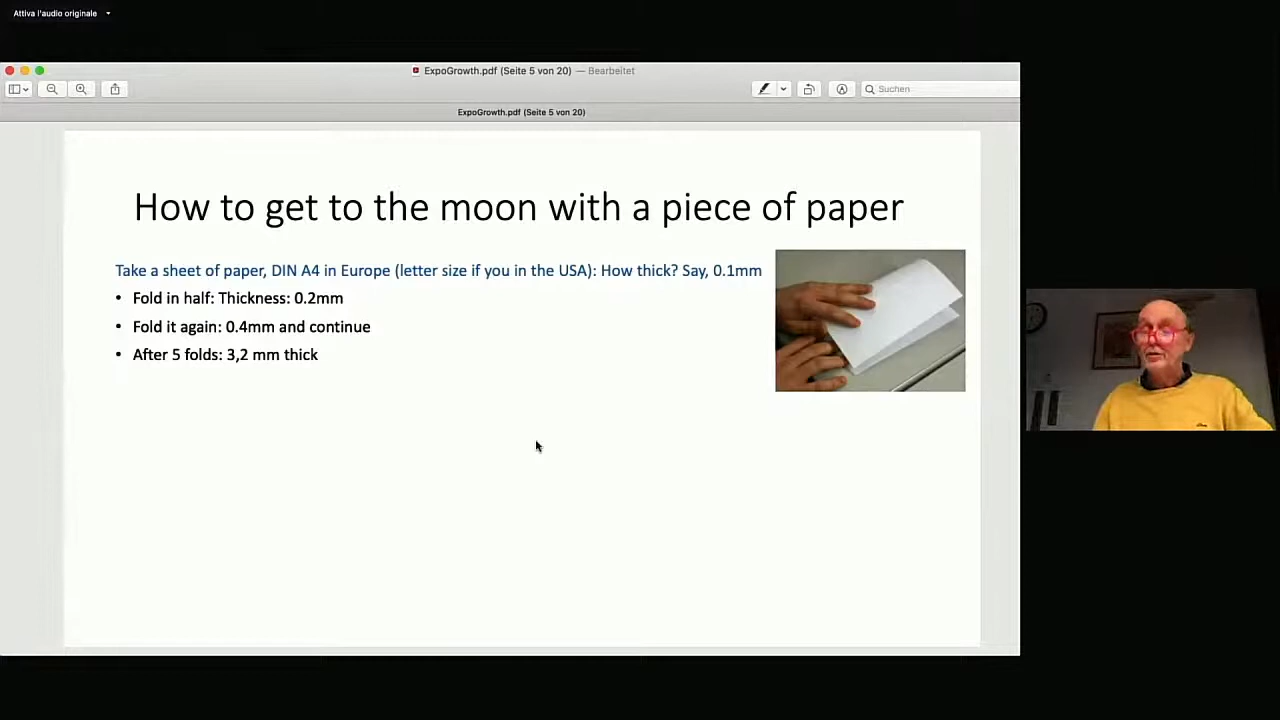 Attiva l'audio originale
ExpoGrowth.pdf (Seite 5 von 20) — Bearbeitet
Suchen
ExpoGrowth.pdf (Seite 5 von 20)
How to get to the moon with a piece of paper
Take a sheet of paper, DIN A4 in Europe (letter size if you in the USA): How thick? Say, 0.1mm
• Fold in half: Thickness: 0.2mm
• Fold it again: 0.4mm and continue
• After 5 folds: 3,2 mm thick